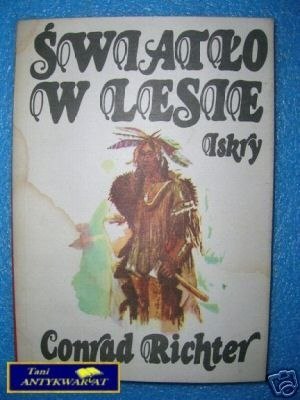 ŚWIATŁO
W LESIE
Iskry
Conrad Richter
Tani
ANTYKWARIAT